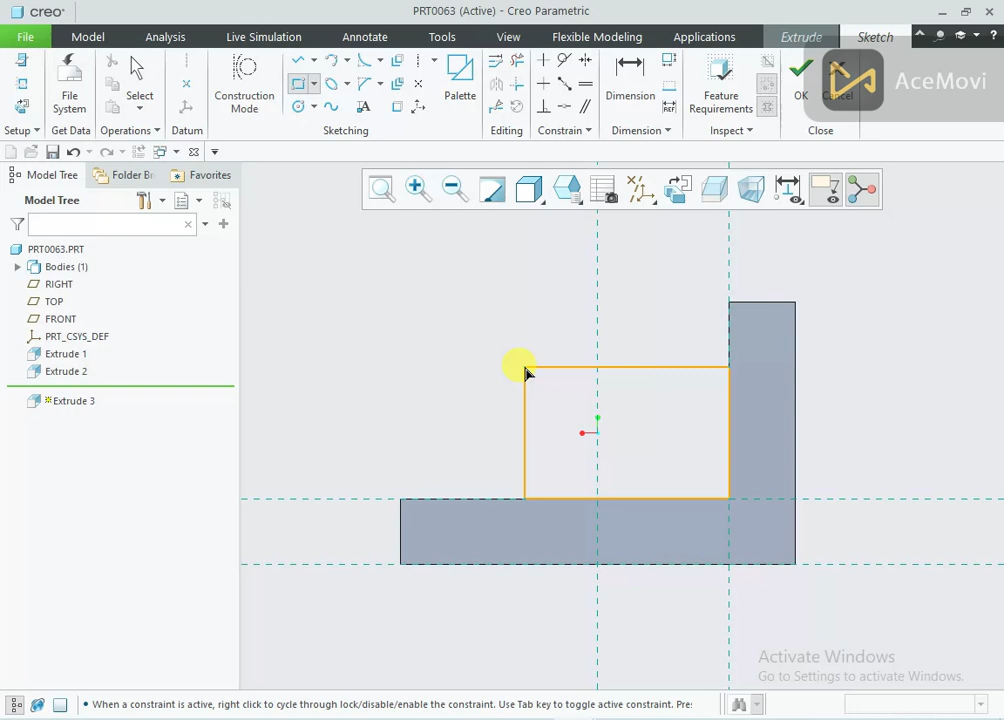 creo®
PRT0063 (Active) - Creo Parametric
File
Model
Analysis
Live Simulation
Annotate
Tools
View
Flexible Modeling
Applications
Extrude
Sketch
AceMovi
File System
Select
Construction Mode
Palette
Dimension
Feature Requirements
OK
Cancel
Setup
Get Data
Operations
Datum
Sketching
Editing
Constrain
Dimension
Inspect
Close
Model Tree
Folder Br
Favorites
Model Tree
PRT0063.PRT
Bodies (1)
RIGHT
TOP
FRONT
PRT_CSYS_DEF
Extrude 1
Extrude 2
Extrude 3
Activate Windows
Go to Settings to activate Windows.
• When a constraint is active, right click to cycle through lock/disable/enable the constraint. Use Tab key to toggle active constraint. Pre: